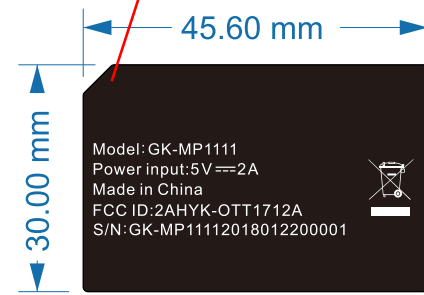 45.60 mm
30.00 mm
Model:GK-MP1111
Power input:5V⎓2A
Made in China
FCC ID:2AHYK-OTT1712A
S/N:GK-MP11112018012200001